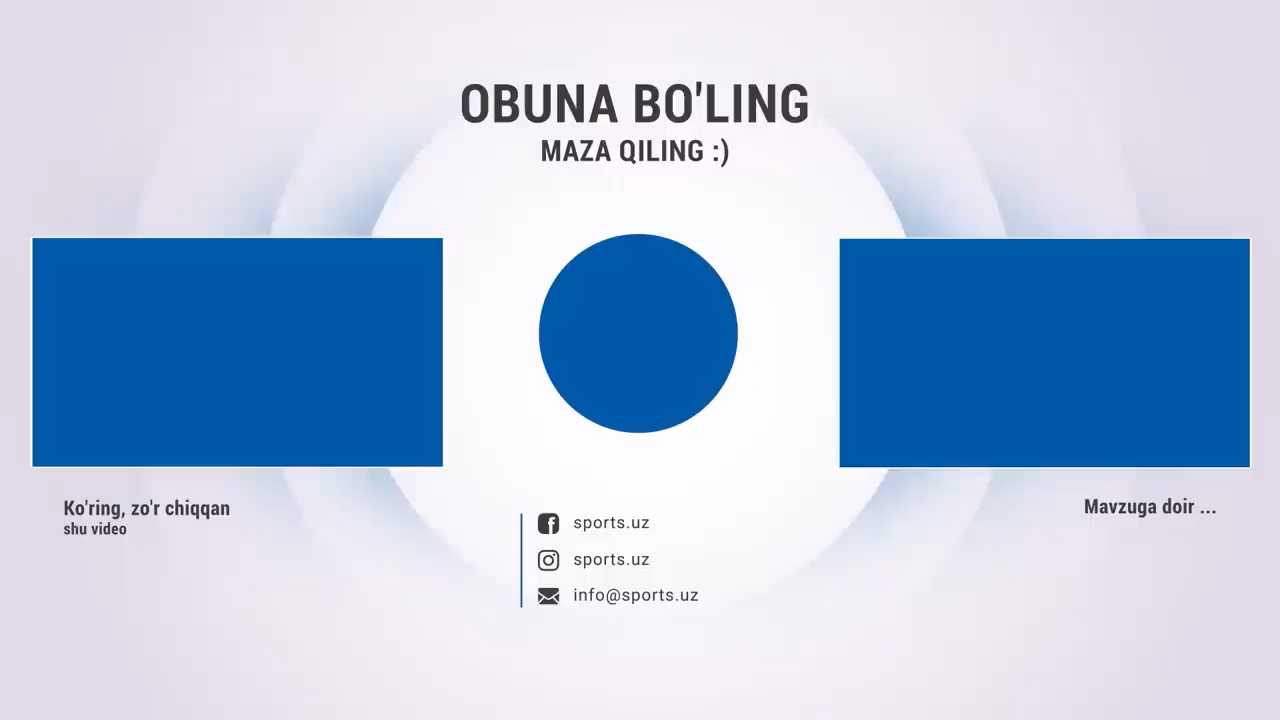 OBUNA BO'LING
MAZA QILING :)
Ko'ring, zo'r chiqqan
shu video
Mavzuga doir ...
sports.uz
sports.uz
info@sports.uz